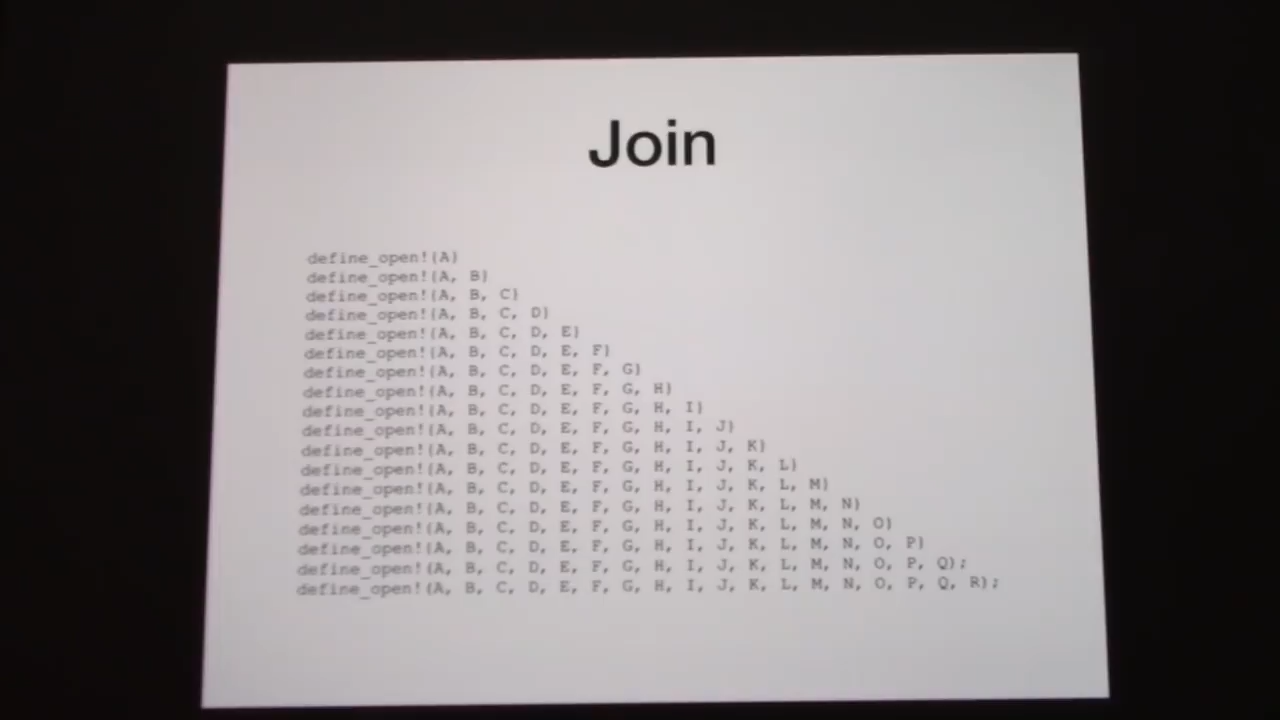 Join
define_open!(A)
define_open!(A, B)
define_open!(A, B, C)
define_open!(A, B, C, D)
define_open!(A, B, C, D, E)
define_open!(A, B, C, D, E, F)
define_open!(A, B, C, D, E, F, G)
define_open!(A, B, C, D, E, F, G, H)
define_open!(A, B, C, D, E, F, G, H, I)
define_open!(A, B, C, D, E, F, G, H, I, J)
define_open!(A, B, C, D, E, F, G, H, I, J, K)
define_open!(A, B, C, D, E, F, G, H, I, J, K, L)
define_open!(A, B, C, D, E, F, G, H, I, J, K, L, M)
define_open!(A, B, C, D, E, F, G, H, I, J, K, L, M, N)
define_open!(A, B, C, D, E, F, G, H, I, J, K, L, M, N, O)
define_open!(A, B, C, D, E, F, G, H, I, J, K, L, M, N, O, P)
define_open!(A, B, C, D, E, F, G, H, I, J, K, L, M, N, O, P, Q);
define_open!(A, B, C, D, E, F, G, H, I, J, K, L, M, N, O, P, Q, R);